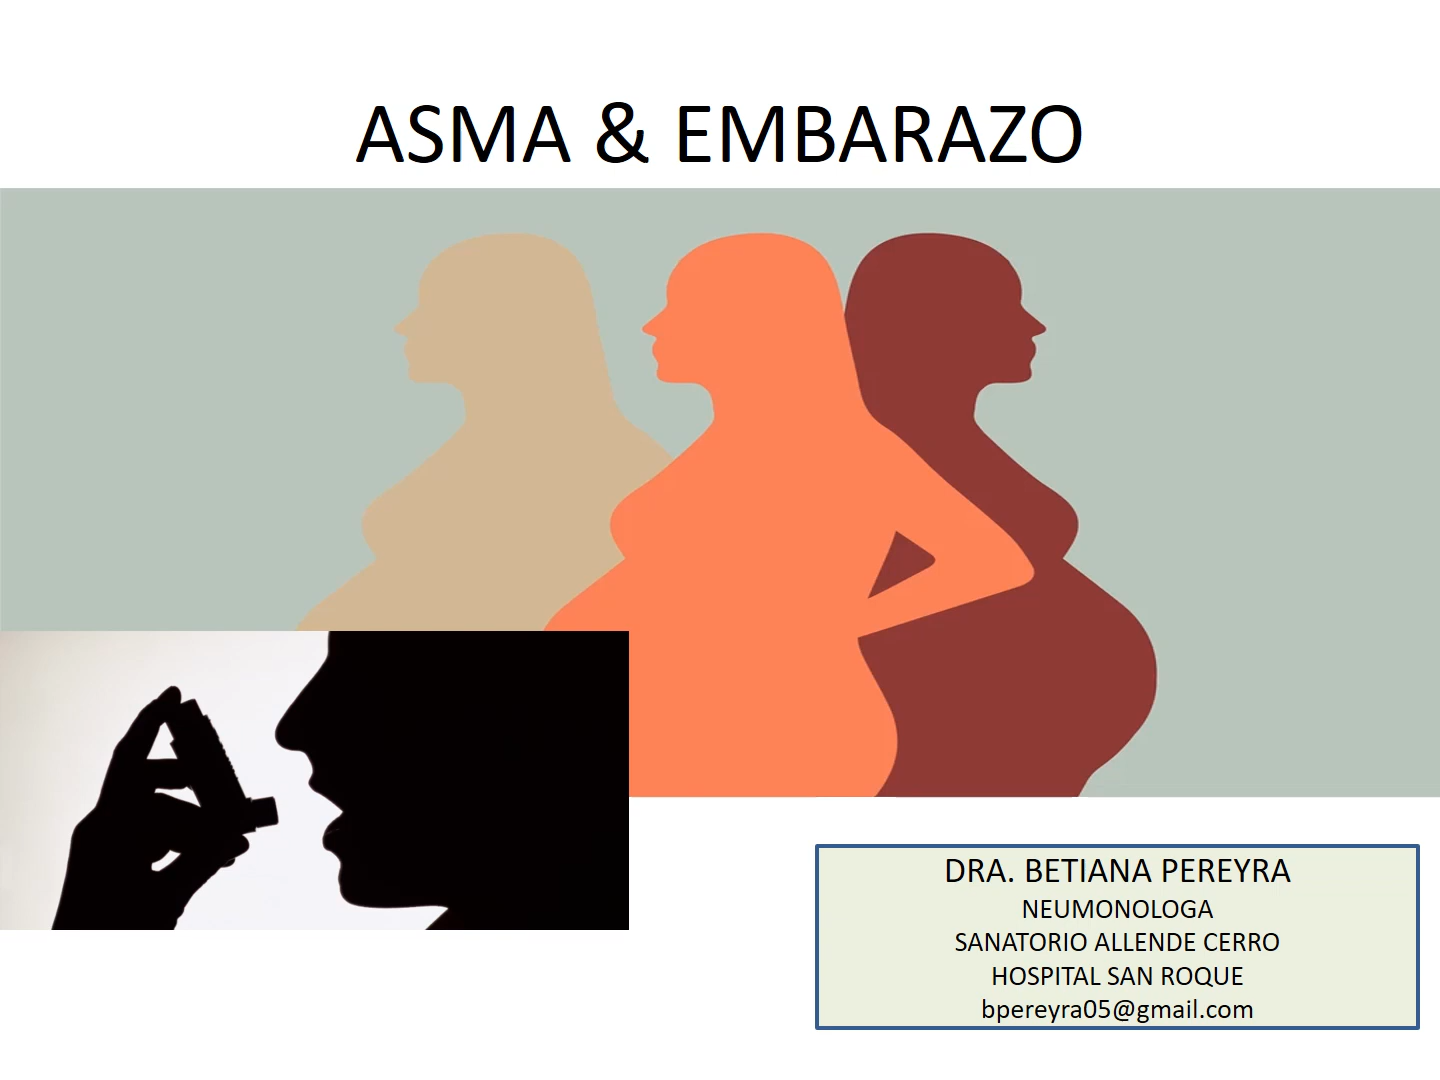 ASMA & EMBARAZO
DRA. BETIANA PEREYRA
NEUMONOLOGA
SANATORIO ALLENDE CERRO
HOSPITAL SAN ROQUE
bpereyra05@gmail.com